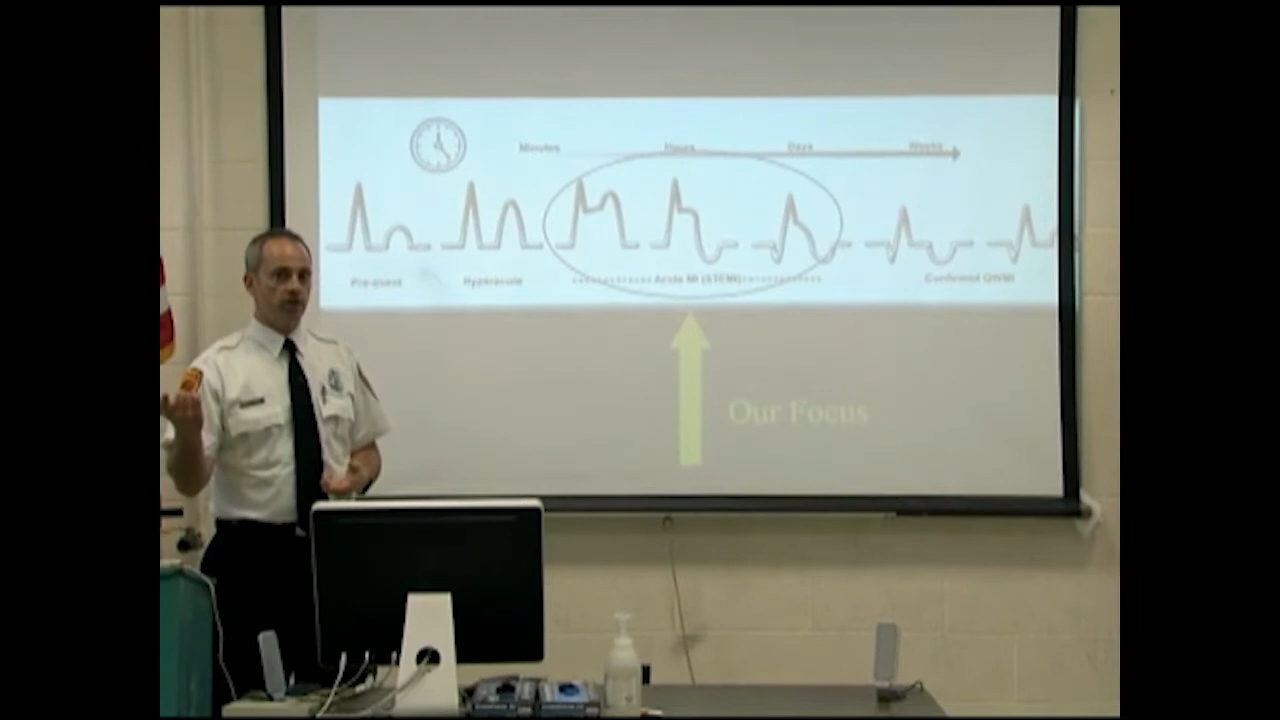 Minutes Hours Days Weeks
Pre-event Hyperacute Acute MI (STEMI) Confirmed QWMI
Our Focus